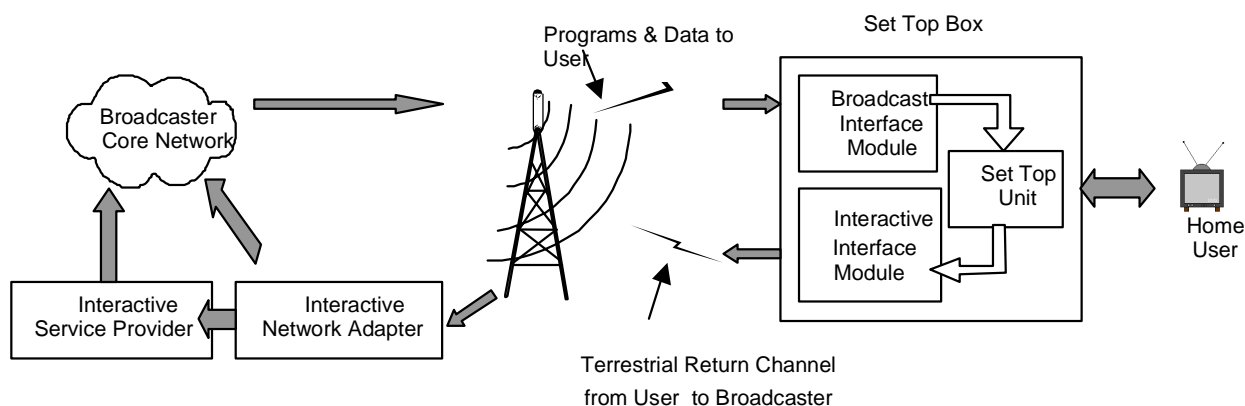 Programs & Data to
User
Set Top Box
Broadcaster
Core Network
Broadcast
Interface
Module
Set Top
Unit
Interactive
Interface
Module
Home
User
Interactive
Service Provider
Interactive
Network Adapter
Terrestrial Return Channel
from User to Broadcaster